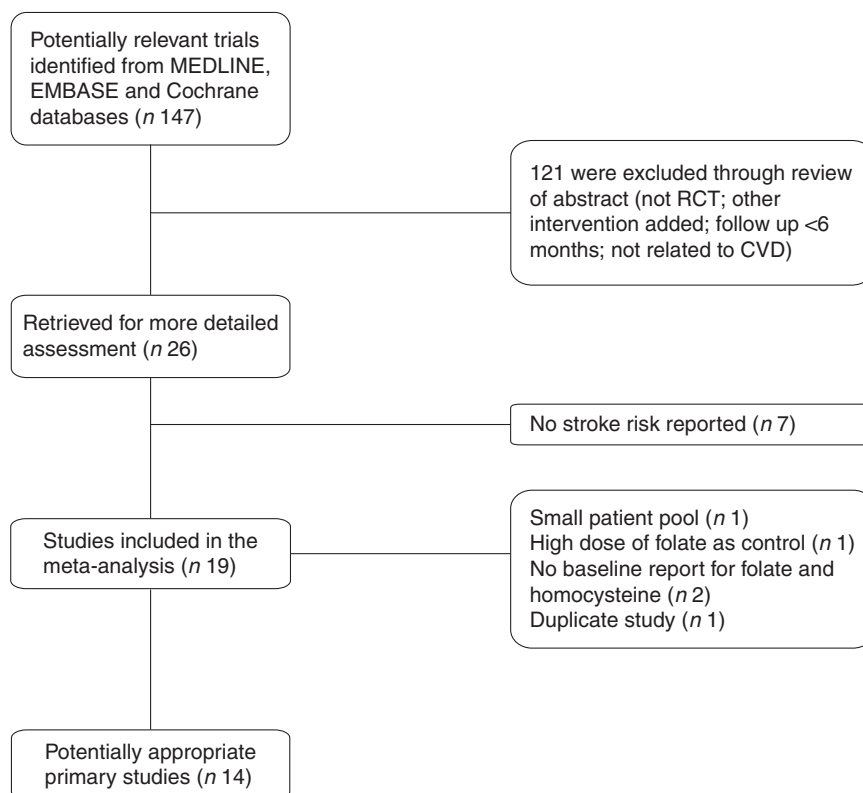 Potentially relevant trials
identified from MEDLINE,
EMBASE and Cochrane
databases (n 147)
121 were excluded through review
of abstract (not RCT; other
intervention added; follow up <6
months; not related to CVD)
Retrieved for more detailed
assessment (n 26)
No stroke risk reported (n 7)
Studies included in the
meta-analysis (n 19)
Small patient pool (n 1)
High dose of folate as control (n 1)
No baseline report for folate and
homocysteine (n 2)
Duplicate study (n 1)
Potentially appropriate
primary studies (n 14)